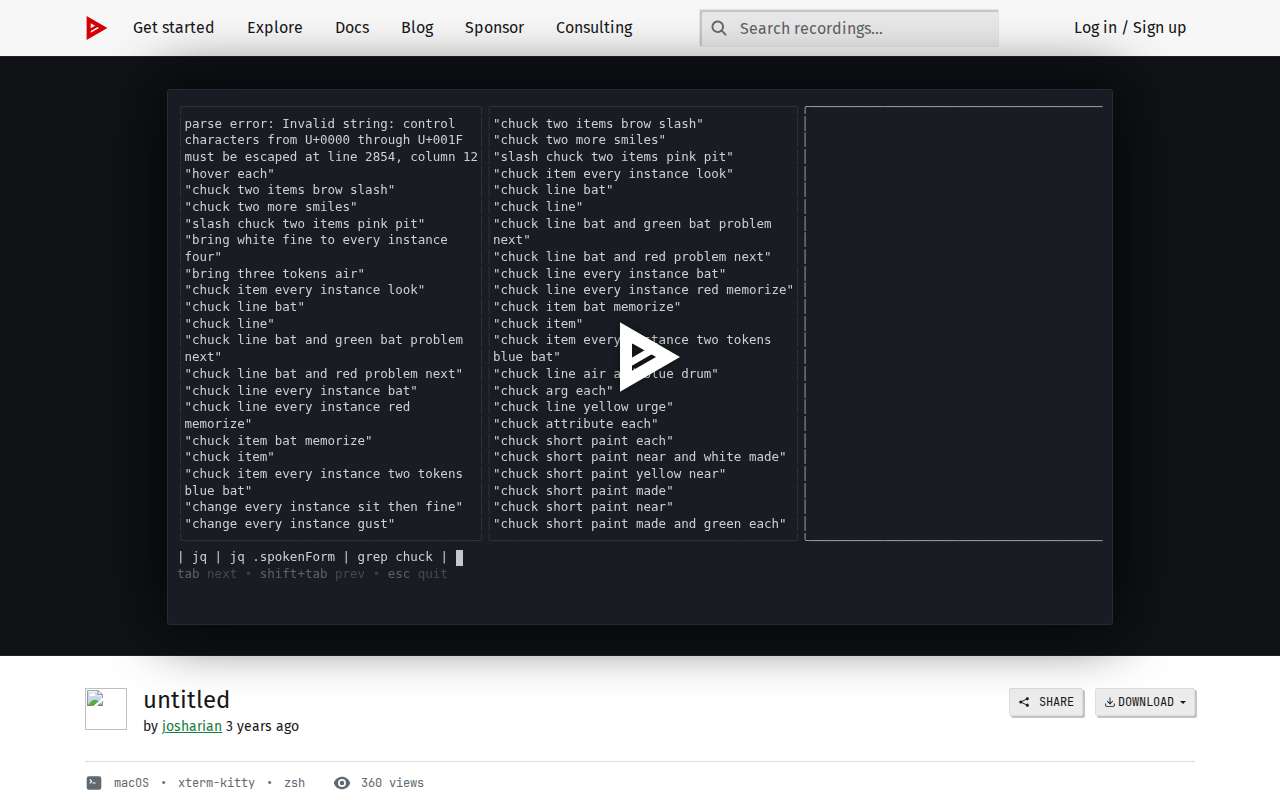 Get started
Explore
Docs
Blog
Sponsor
Consulting
Search recordings...
Log in / Sign up
parse error: Invalid string: control
characters from U+0000 through U+001F
must be escaped at line 2854, column 12
"hover each"
"chuck two items brow slash"
"chuck two more smiles"
"slash chuck two items pink pit"
"bring white fine to every instance
four"
"bring three tokens air"
"chuck item every instance look"
"chuck line bat"
"chuck line"
"chuck line bat and green bat problem
next"
"chuck line bat and red problem next"
"chuck line every instance bat"
"chuck line every instance red
memorize"
"chuck item bat memorize"
"chuck item"
"chuck item every instance two tokens
blue bat"
"change every instance sit then fine"
"change every instance gust"
"chuck two items brow slash"
"chuck two more smiles"
"slash chuck two items pink pit"
"chuck item every instance look"
"chuck line bat"
"chuck line"
"chuck line bat and green bat problem
next"
"chuck line bat and red problem next"
"chuck line every instance bat"
"chuck line every instance red memorize"
"chuck item bat memorize"
"chuck item"
"chuck item every instance two tokens
blue bat"
"chuck line air and blue drum"
"chuck arg each"
"chuck line yellow urge"
"chuck attribute each"
"chuck short paint each"
"chuck short paint near and white made"
"chuck short paint yellow near"
"chuck short paint made"
"chuck short paint near"
"chuck short paint made and green each"
| jq | jq .spokenForm | grep chuck |
tab next • shift+tab prev • esc quit
untitled
by josharian 3 years ago
SHARE
DOWNLOAD
macOS • xterm-kitty • zsh
360 views